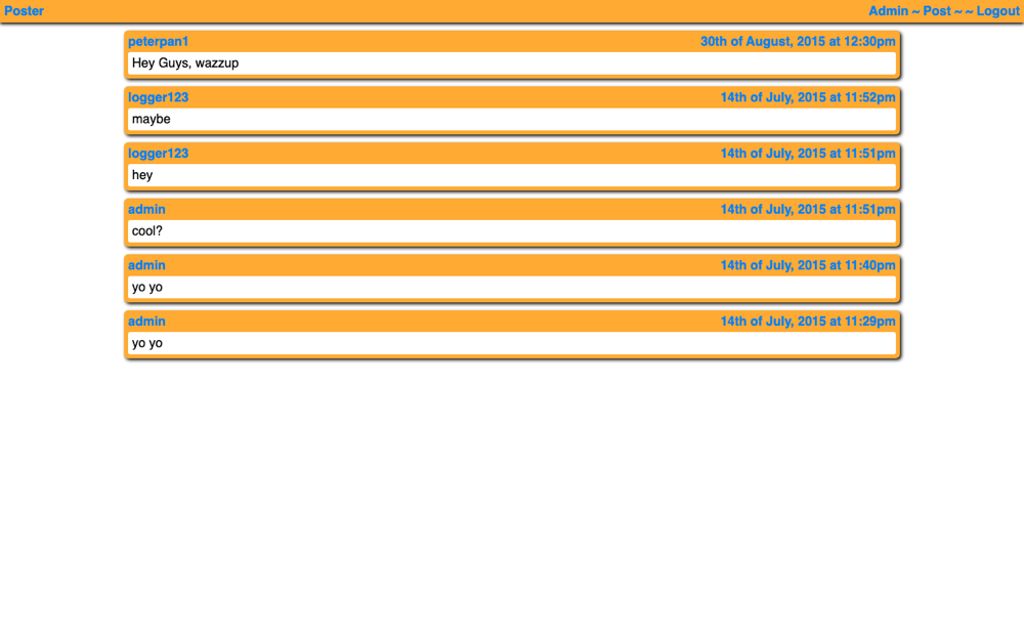 Poster Admin ~ Post ~ ~ Logout
peterpan1 30th of August, 2015 at 12:30pm
Hey Guys, wazzup
logger123 14th of July, 2015 at 11:52pm
maybe
logger123 14th of July, 2015 at 11:51pm
hey
admin 14th of July, 2015 at 11:51pm
cool?
admin 14th of July, 2015 at 11:40pm
yo yo
admin 14th of July, 2015 at 11:29pm
yo yo